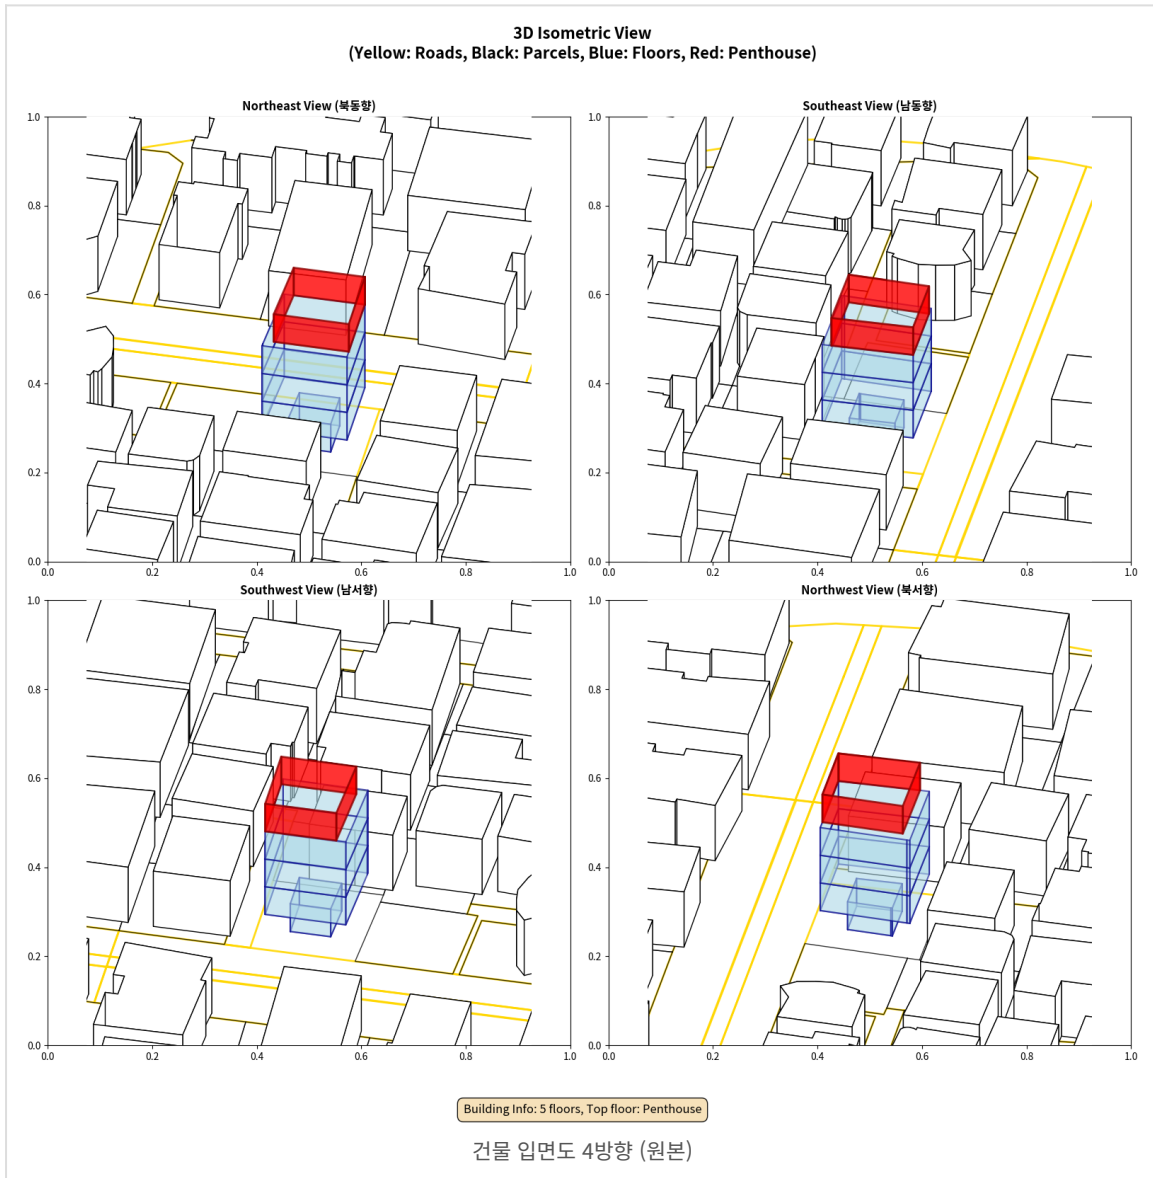 3D Isometric View
(Yellow: Roads, Black: Parcels, Blue: Floors, Red: Penthouse)
Northeast View (북동향)
1.0
0.8
0.6
0.4
0.2
0.0
0.0 0.2 0.4 0.6 0.8 1.0
Southeast View (남동향)
1.0
0.8
0.6
0.4
0.2
0.0
0.0 0.2 0.4 0.6 0.8 1.0
Southwest View (남서향)
1.0
0.8
0.6
0.4
0.2
0.0
0.0 0.2 0.4 0.6 0.8 1.0
Northwest View (북서향)
1.0
0.8
0.6
0.4
0.2
0.0
0.0 0.2 0.4 0.6 0.8 1.0
Building Info: 5 floors, Top floor: Penthouse
건물 입면도 4방향 (원본)